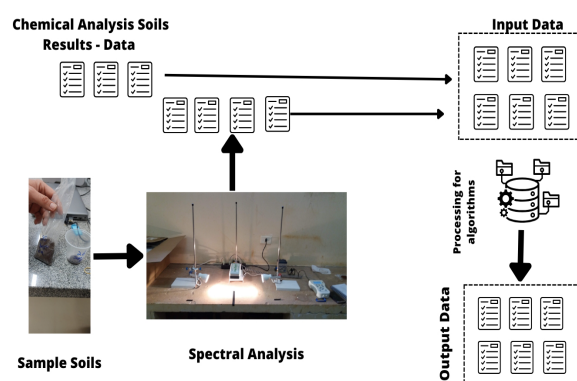 Chemical Analysis Soils
Results - Data
Input Data
Processing for
algorithms
Output Data
Sample Soils
Spectral Analysis